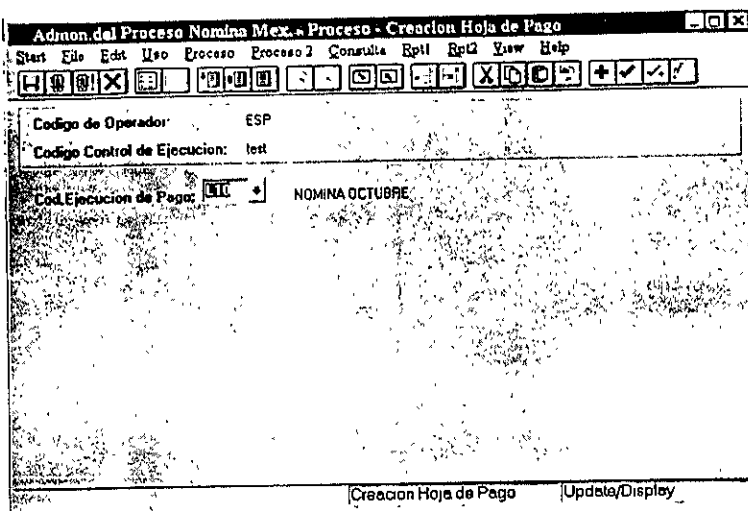 Admon.del Proceso Nomina Mex. - Proceso - Creacion Hoja de Pago
Start File Edit Uso Proceso Proceso 2 Consulta Rpt1 Rpt2 View Help
Codigo de Operador: ESP
Codigo Control de Ejecucion: test
Cod.Ejecucion de Pago: NOMINA OCTUBRE
Creacion Hoja de Pago Update/Display